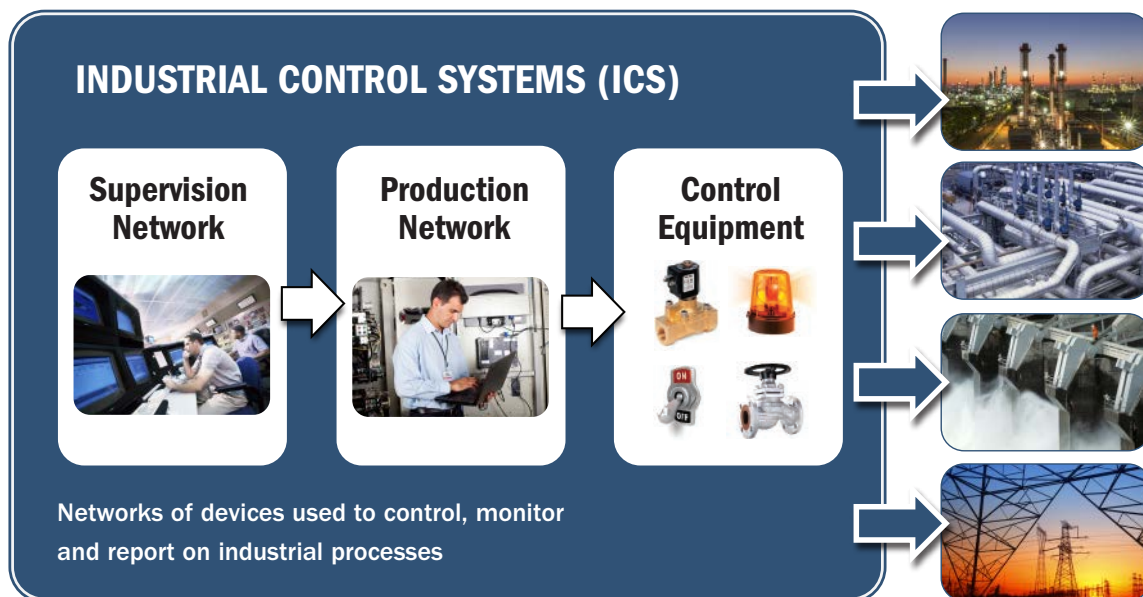 INDUSTRIAL CONTROL SYSTEMS (ICS)
Supervision
Network
Production
Network
Control
Equipment
ON
OFF
Networks of devices used to control, monitor
and report on industrial processes